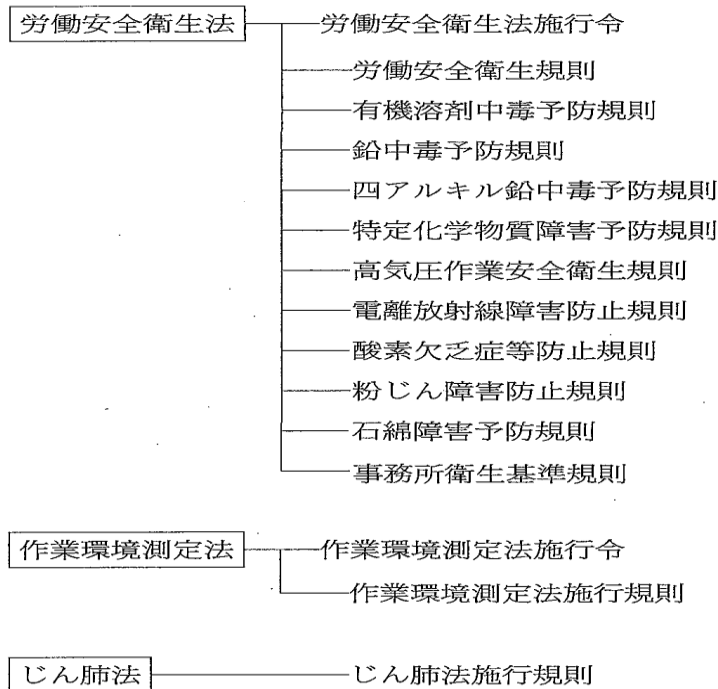 労働安全衛生法 労働安全衛生法施行令
労働安全衛生規則
有機溶剤中毒予防規則
鉛中毒予防規則
四アルキル鉛中毒予防規則
特定化学物質障害予防規則
高気圧作業安全衛生規則
電離放射線障害防止規則
酸素欠乏症等防止規則
粉じん障害防止規則
石綿障害予防規則
事務所衛生基準規則
作業環境測定法 作業環境測定法施行令
作業環境測定法施行規則
じん肺法 じん肺法施行規則